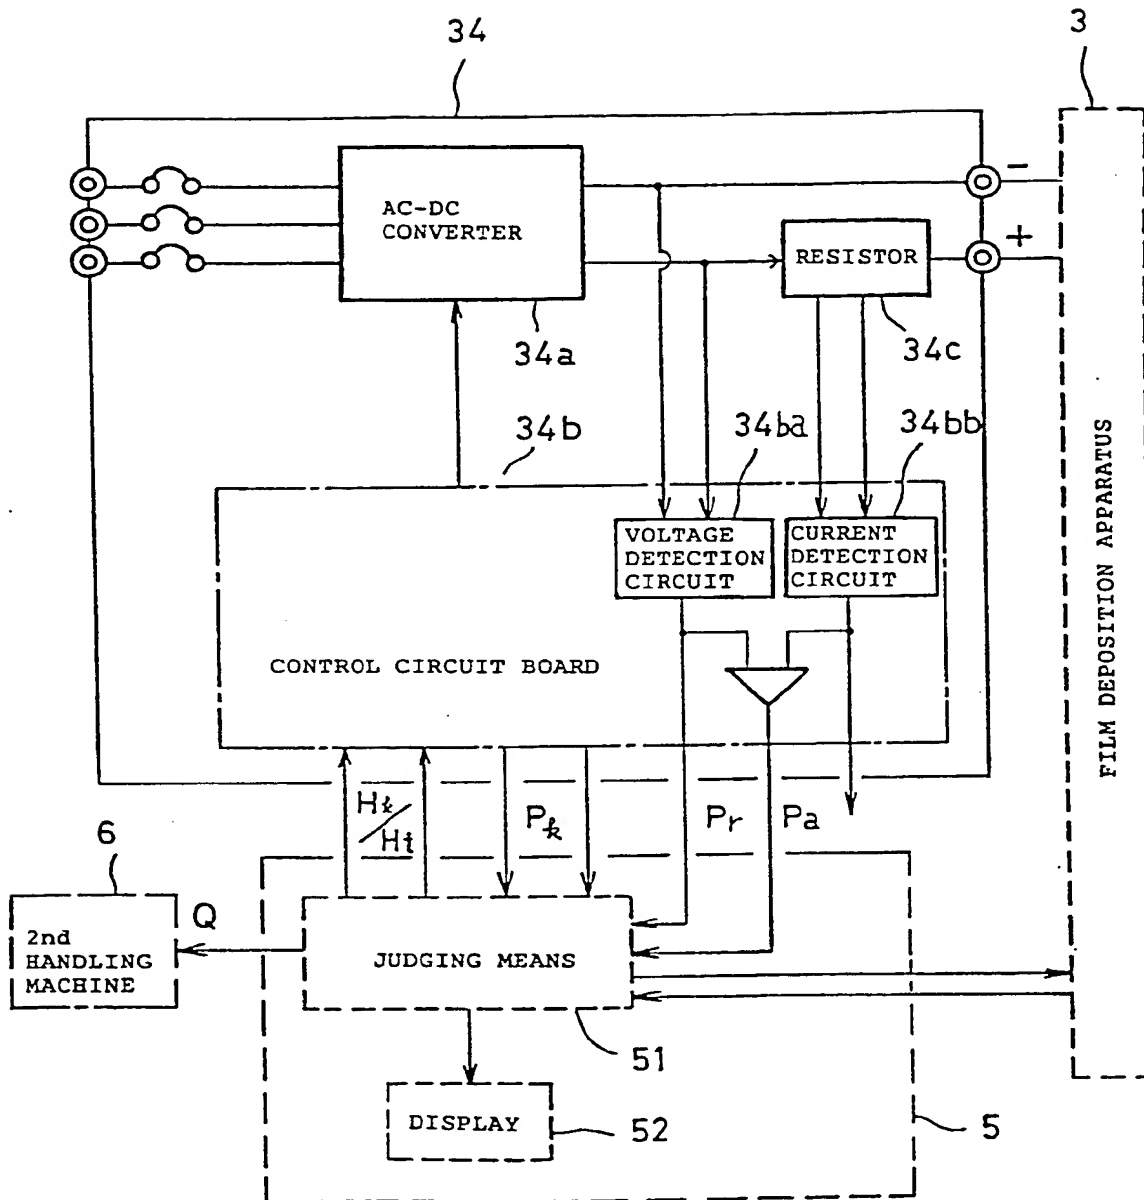 34
3
AC-DC
CONVERTER
−
+
RESISTOR
34a
34c
34b
34ba
34bb
VOLTAGE
DETECTION
CIRCUIT
CURRENT
DETECTION
CIRCUIT
CONTROL CIRCUIT BOARD
FILM DEPOSITION APPARATUS
Hk/Ht
Pk
Pr
Pa
6
2nd
HANDLING
MACHINE
Q
JUDGING MEANS
51
DISPLAY
52
5